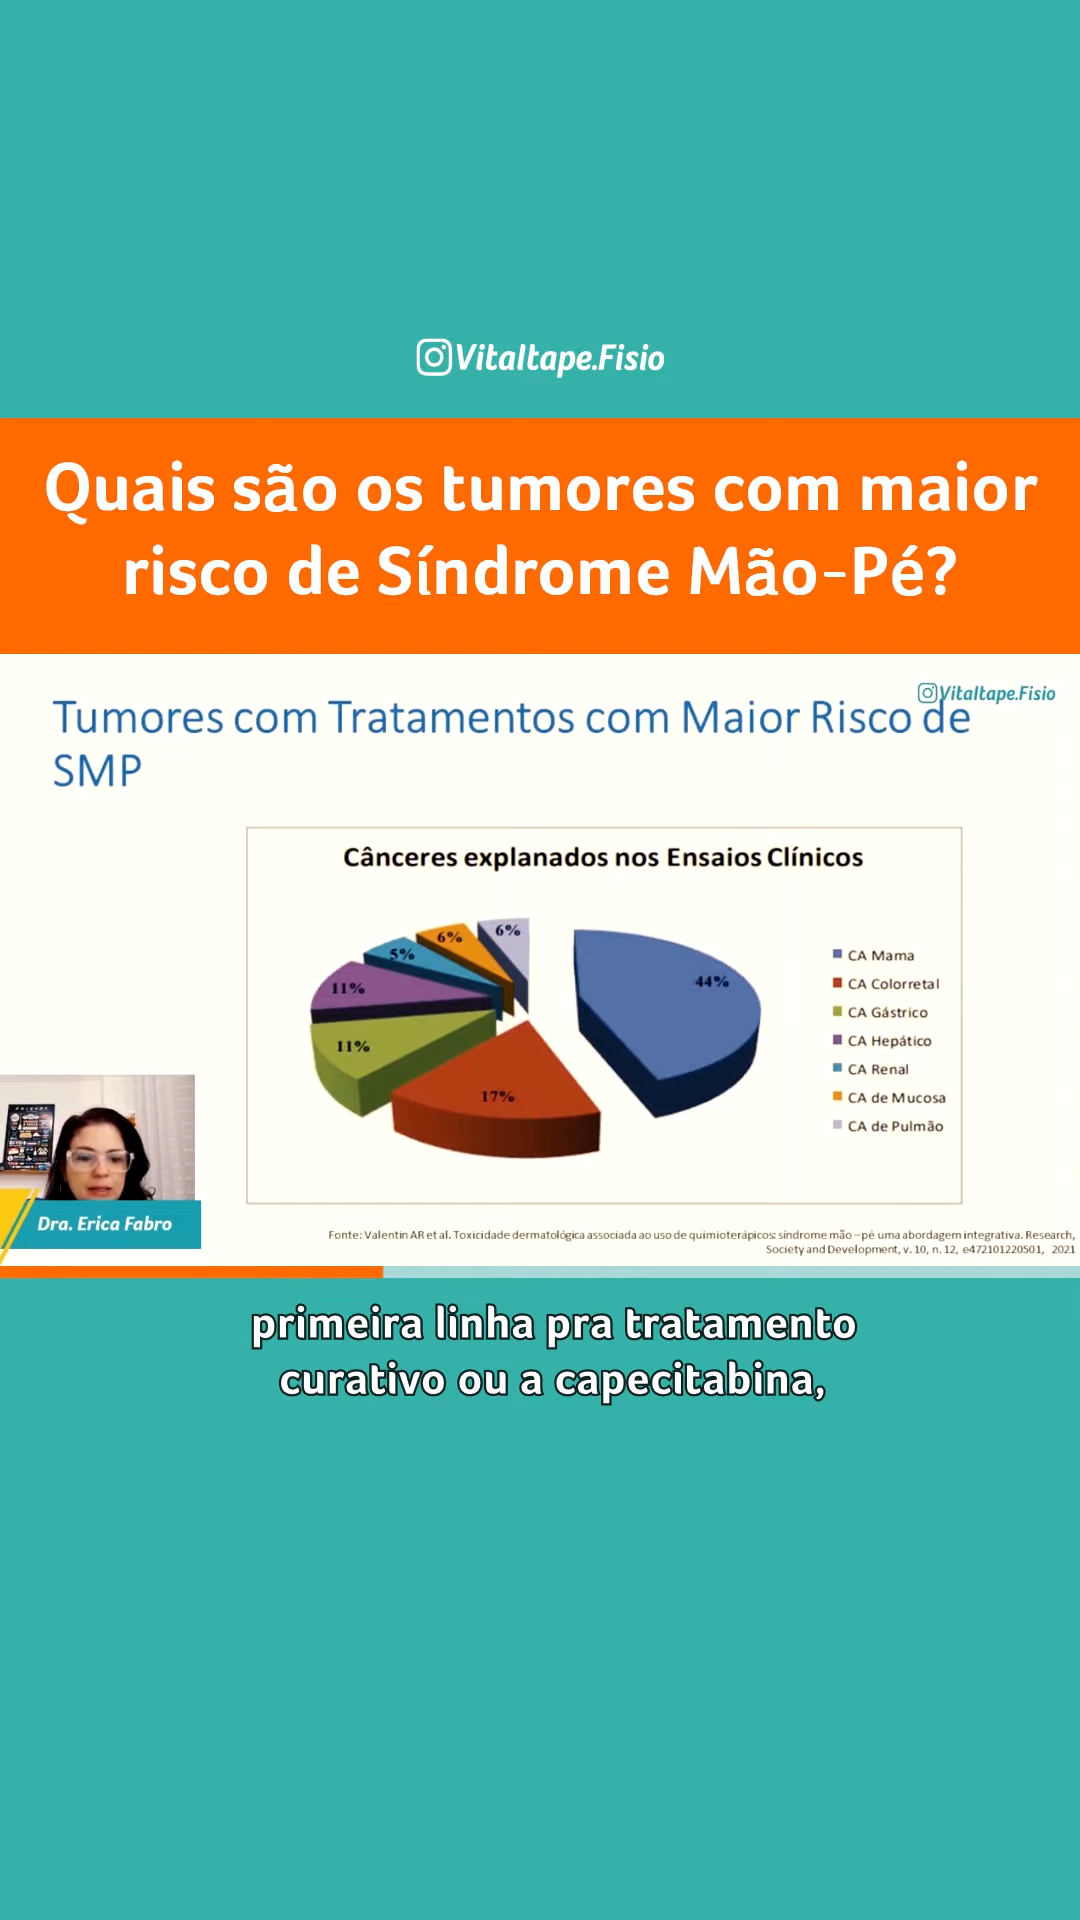 Vitaltape.Fisio
Quais são os tumores com maior
risco de Síndrome Mão-Pé?
Vitaltape.Fisio
Tumores com Tratamentos com Maior Risco de
SMP
Cânceres explanados nos Ensaios Clínicos
6%
6%
5%
11%
44%
11%
17%
CA Mama
CA Colorretal
CA Gástrico
CA Hepático
CA Renal
CA de Mucosa
CA de Pulmão
Dra. Erica Fabro
Fonte: Valentin AR et al. Toxicidade dermatológica associada ao uso de quimioterápicos: síndrome mão – pé uma abordagem integrativa. Research,
Society and Development, v. 10, n. 12, e472101220501, 2021
primeira linha pra tratamento
curativo ou a capecitabina,